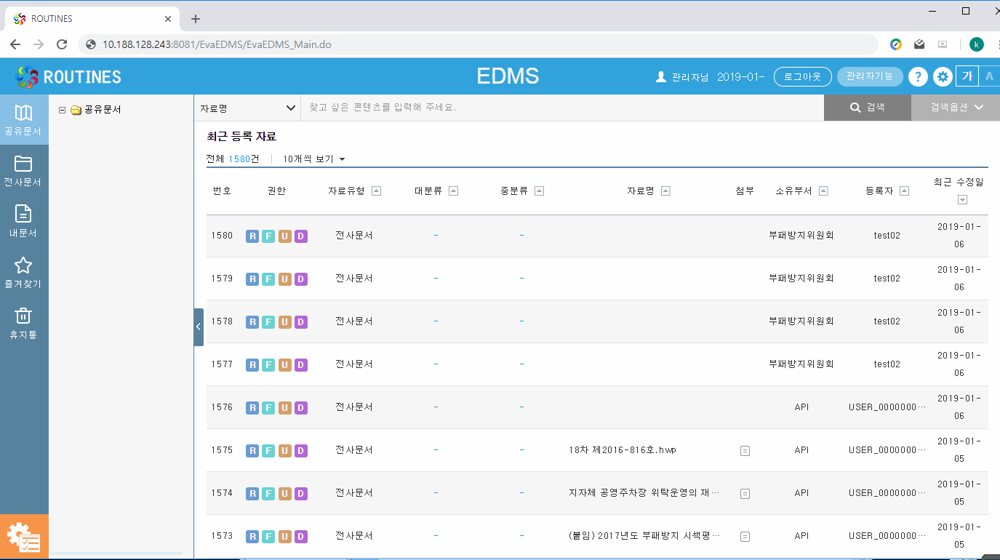 ROUTINES
10.188.128.243:8081/EvaEDMS/EvaEDMS_Main.do
k
ROUTINES
EDMS
관리자님 2019-01-
로그아웃
관리자기능
?
가
A
공유문서
전사문서
내문서
즐겨찾기
휴지통
공유문서
자료명
찾고 싶은 콘텐츠를 입력해 주세요.
검색
검색옵션
최근 등록 자료
전체 1580건 | 10개씩 보기
번호 권한 자료유형 대분류 중분류 자료명 첨부 소유부서 등록자 최근 수정일
1580 R F U D 전사문서 - - 부패방지위원회 test02 2019-01-
06
1579 R F U D 전사문서 - - 부패방지위원회 test02 2019-01-
06
1578 R F U D 전사문서 - - 부패방지위원회 test02 2019-01-
06
1577 R F U D 전사문서 - - 부패방지위원회 test02 2019-01-
06
1576 R F U D 전사문서 - - API USER_0000000… 2019-01-
06
1575 R F U D 전사문서 - - 18차 제2016-816호.hwp API USER_0000000… 2019-01-
05
1574 R F U D 전사문서 - - 지자체 공영주차장 위탁운영의 재… API USER_0000000… 2019-01-
05
1573 R F U D 전사문서 - - (붙임) 2017년도 부패방지 시책평… API USER_0000000… 2019-01-
05